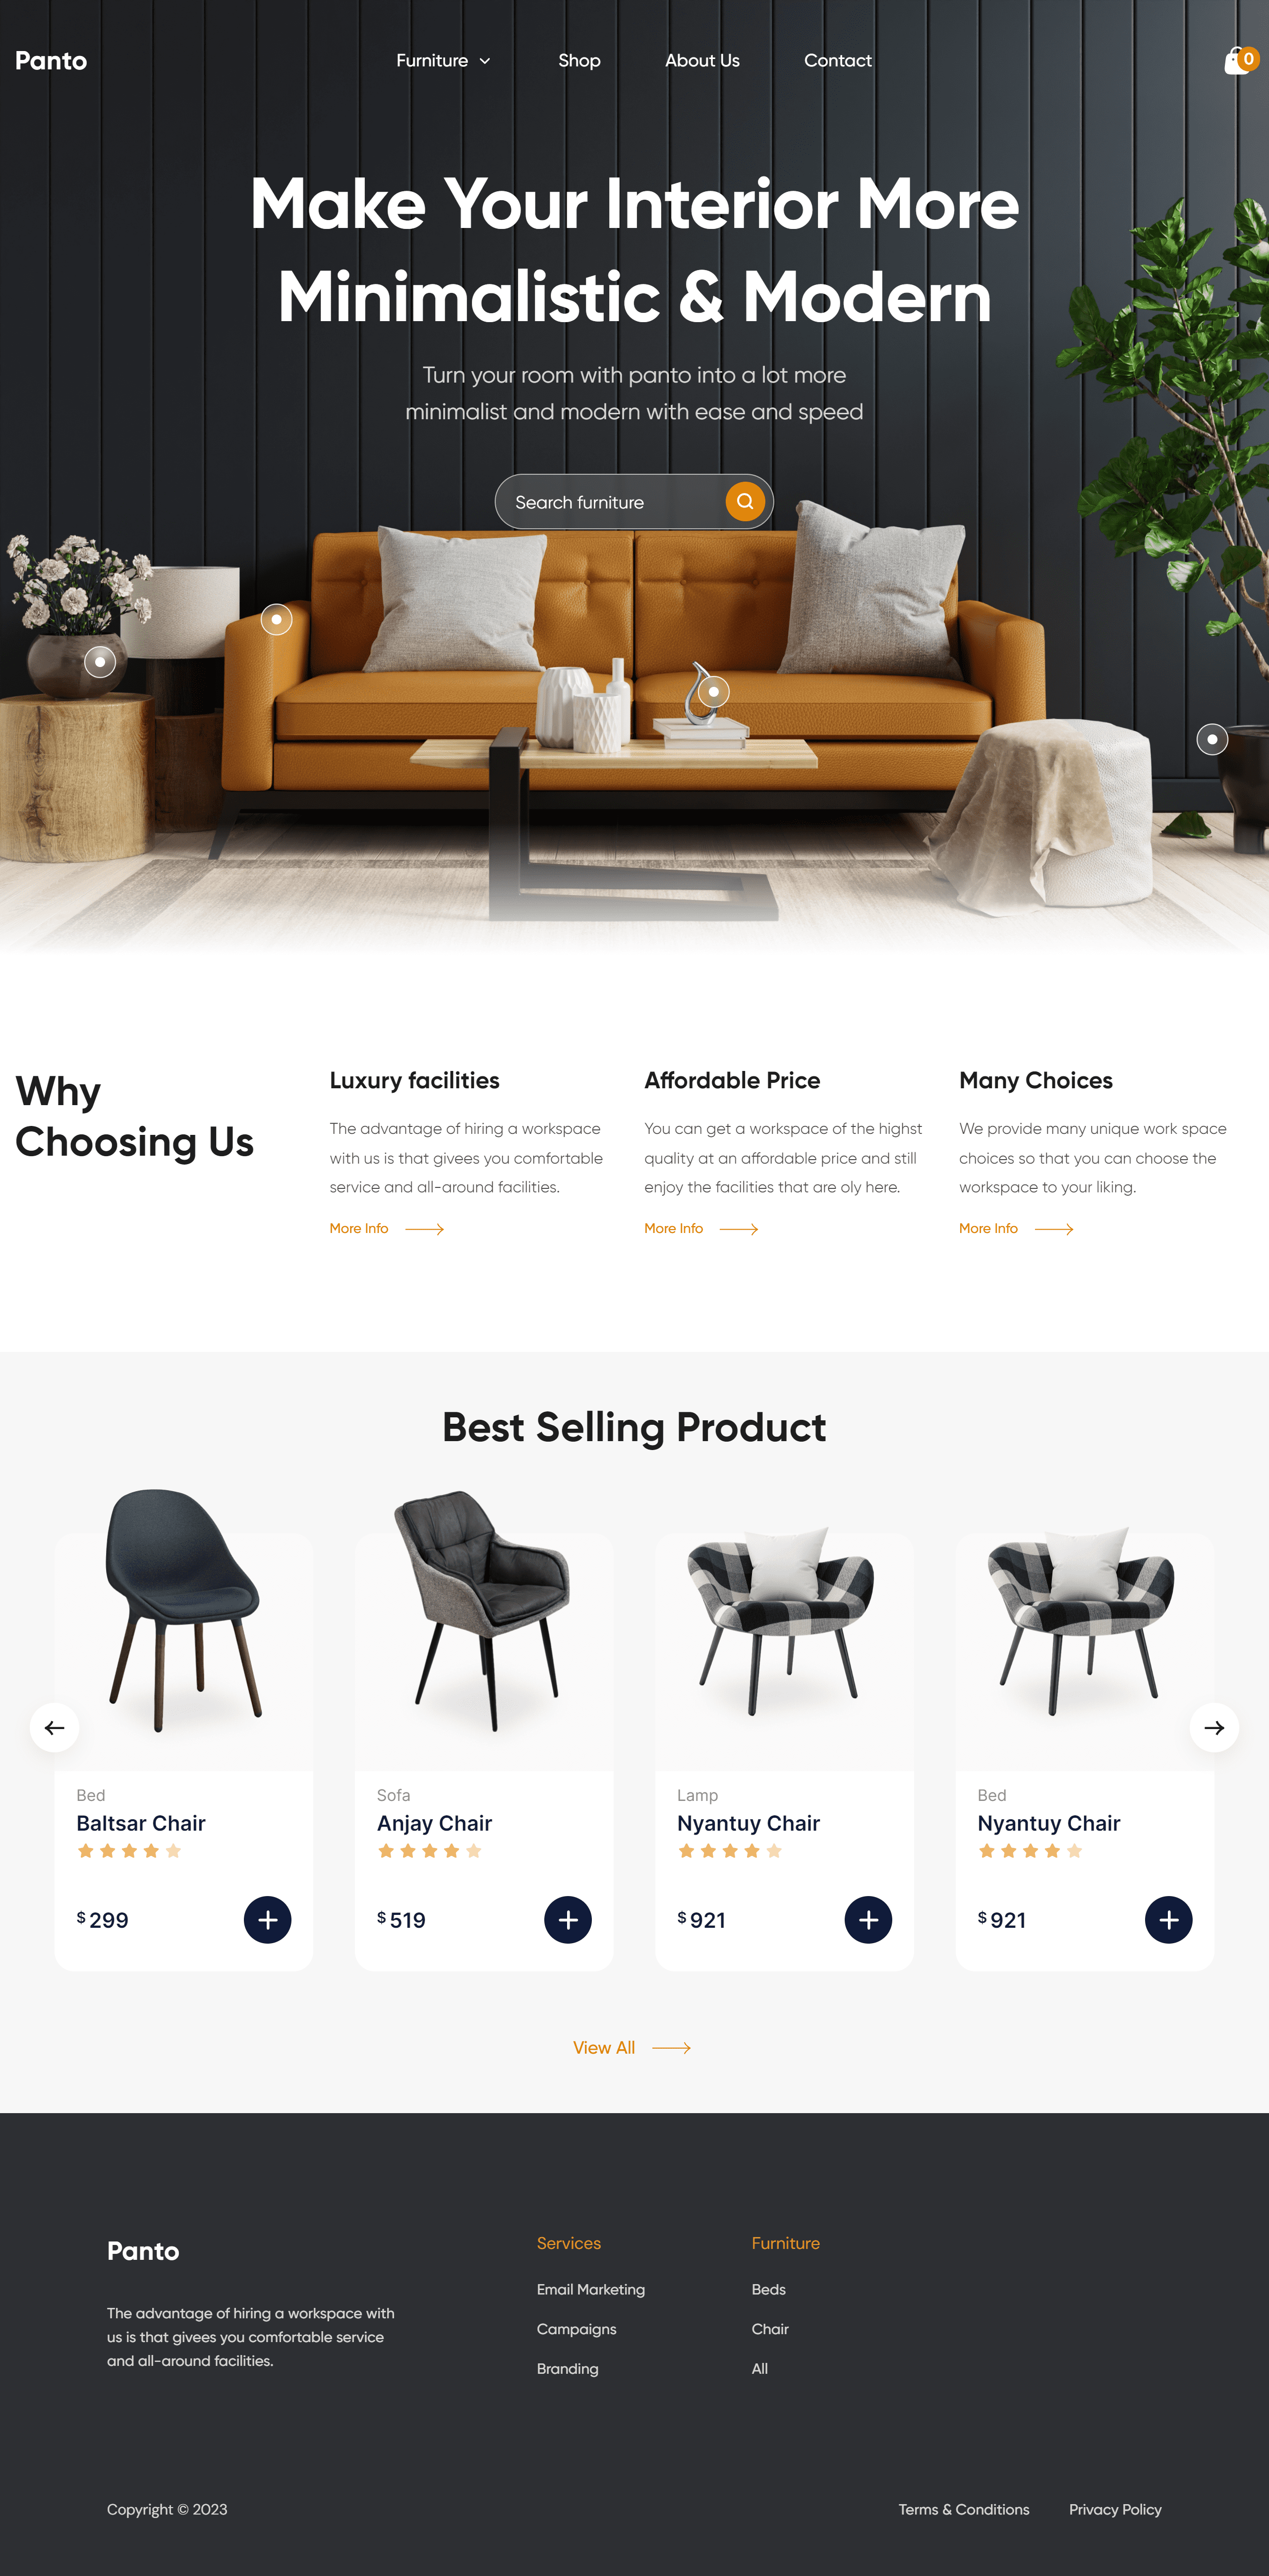 Panto
Furniture
Shop
About Us
Contact
0
Make Your Interior More
Minimalistic & Modern
Turn your room with panto into a lot more
minimalist and modern with ease and speed
Search furniture
Why
Choosing Us
Luxury facilities
The advantage of hiring a workspace
with us is that givees you comfortable
service and all-around facilities.
More Info
Affordable Price
You can get a workspace of the highst
quality at an affordable price and still
enjoy the facilities that are oly here.
More Info
Many Choices
We provide many unique work space
choices so that you can choose the
workspace to your liking.
More Info
Best Selling Product
Bed
Baltsar Chair
$ 299
Sofa
Anjay Chair
$ 519
Lamp
Nyantuy Chair
$ 921
Bed
Nyantuy Chair
$ 921
View All
Panto
The advantage of hiring a workspace with
us is that givees you comfortable service
and all-around facilities.
Services
Email Marketing
Campaigns
Branding
Furniture
Beds
Chair
All
Copyright © 2023
Terms & Conditions
Privacy Policy